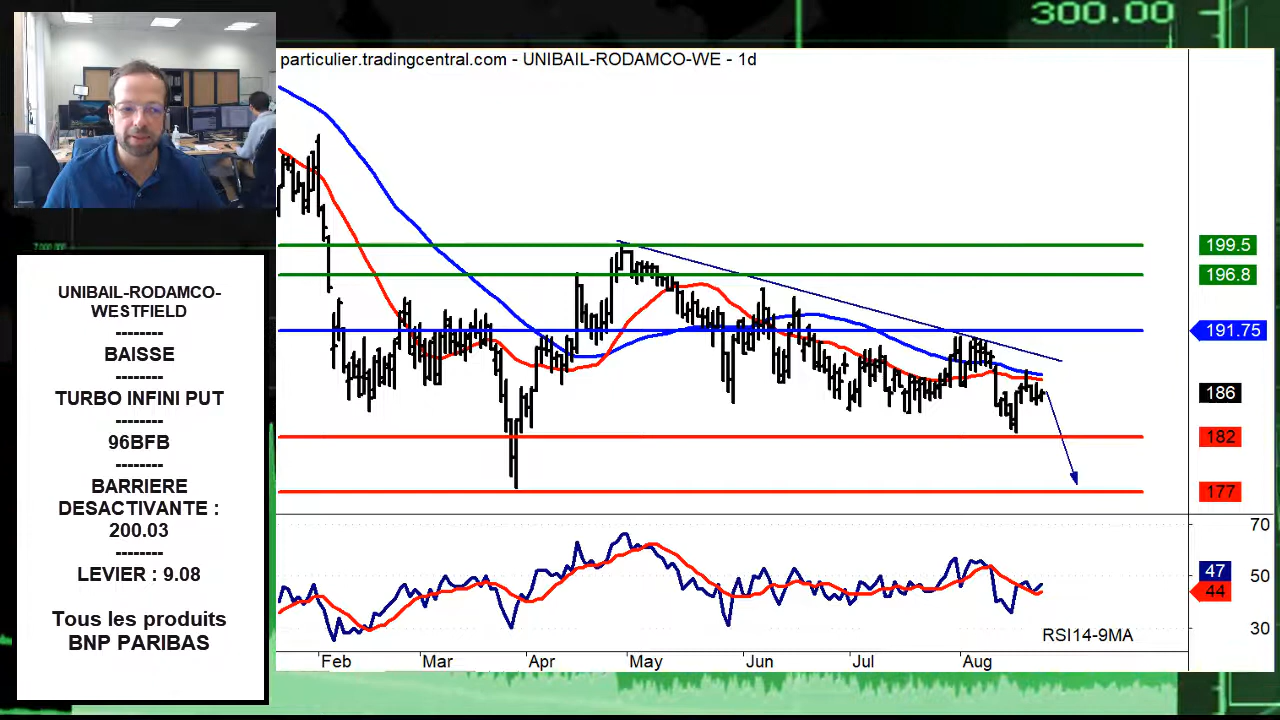 300.00
particulier.tradingcentral.com - UNIBAIL-RODAMCO-WE - 1d
199.5
196.8
191.75
186
182
177
70
50
30
47
44
RSI14-9MA
Feb Mar Apr May Jun Jul Aug
UNIBAIL-RODAMCO-
WESTFIELD
--------
BAISSE
--------
TURBO INFINI PUT
--------
96BFB
--------
BARRIERE
DESACTIVANTE :
200.03
--------
LEVIER : 9.08
Tous les produits
BNP PARIBAS